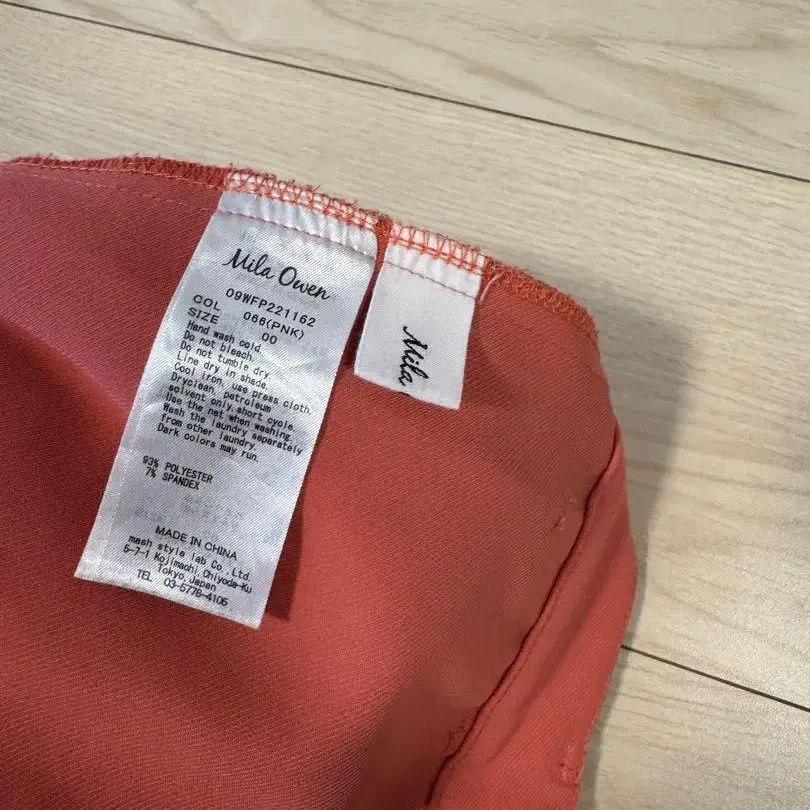 Mila Owen
09WFP221162
COL 066(PNK)
SIZE 00
Hand wash cold.
Do not bleach.
Do not tumble dry.
Line dry in shade.
Cool iron, use press cloth.
Dryclean, petroleum
solvent only, short cycle.
Use the net when washing.
Wash the laundry separately
from other laundry.
Dark colors may run.
93% POLYESTER
7% SPANDEX
MADE IN CHINA
mash style lab Co.,Ltd.
5-7-1 Kojimachi,Chiyoda-Ku
Tokyo,Japan
TEL 03-5778-4106
Mila